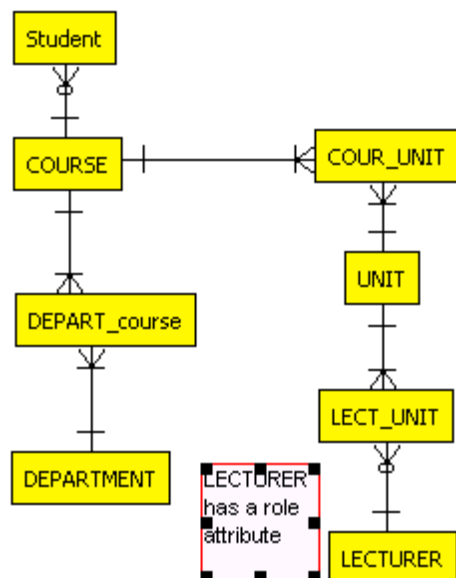 Student
COURSE
COUR_UNIT
UNIT
DEPART_course
LECT_UNIT
DEPARTMENT
LECTURER
has a role
attribute
LECTURER